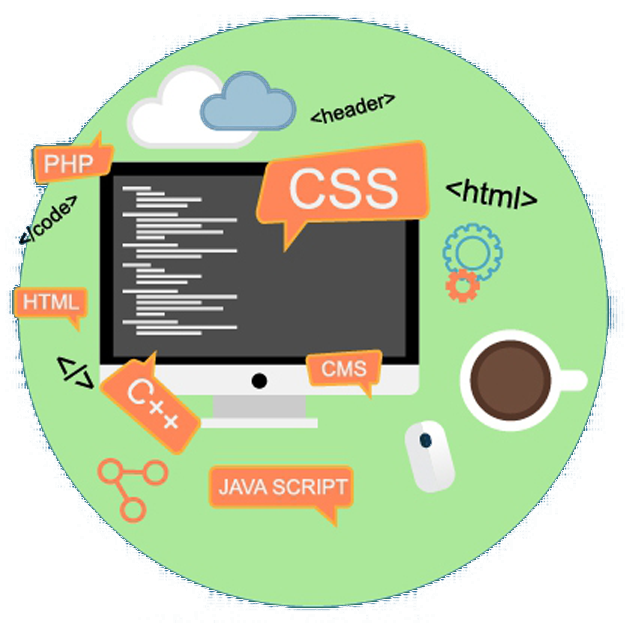 <header>
PHP
CSS
<html>
</code>
HTML
</>
C++
CMS
JAVA SCRIPT